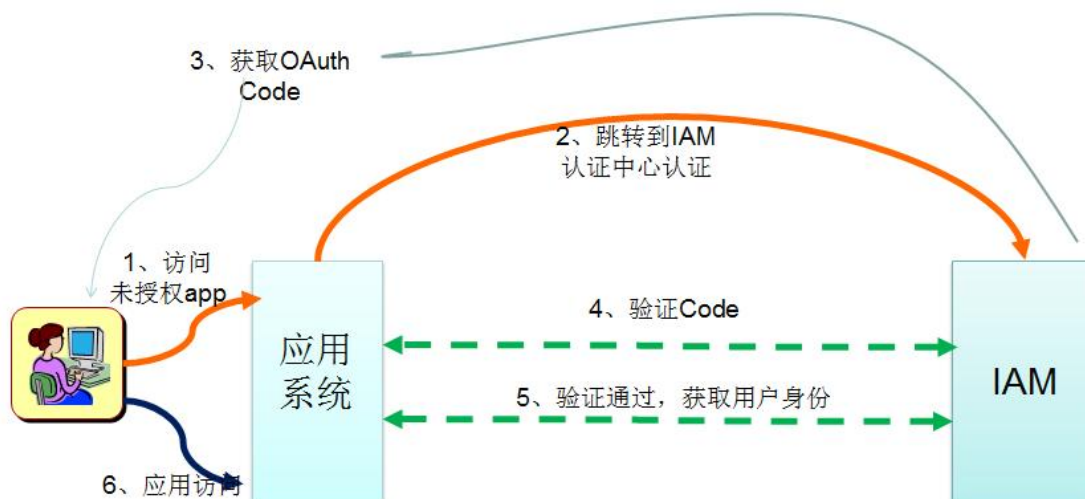 3、获取OAuth
Code
2、跳转到IAM
认证中心认证
1、访问
未授权app
4、验证Code
应用
系统
IAM
5、验证通过，获取用户身份
6、应用访问